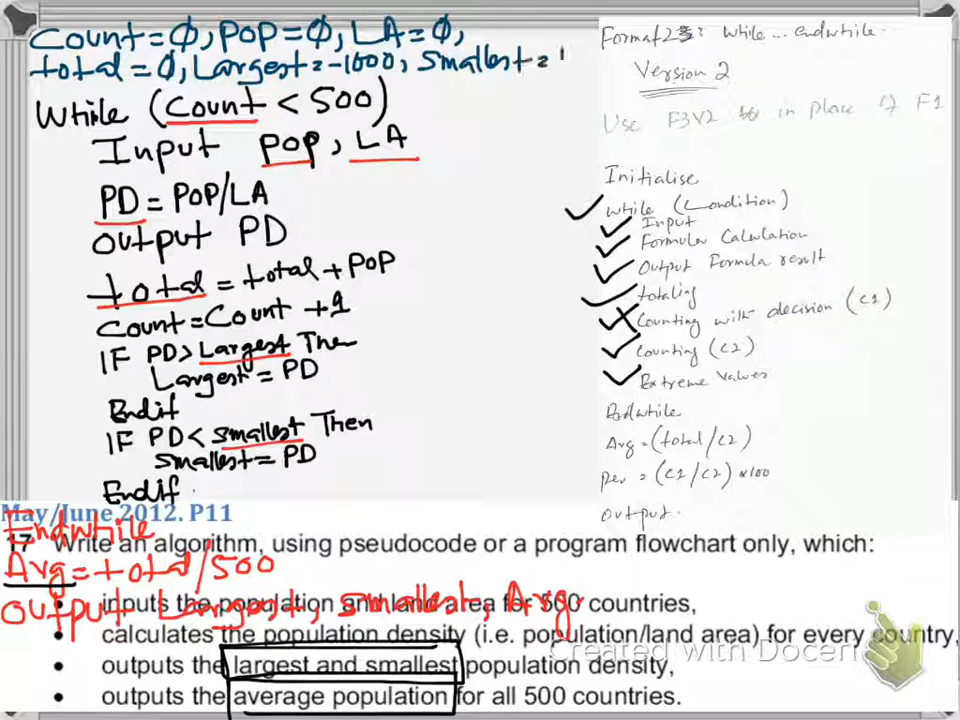 Count=0, POP=0, LA=0,
total=0, Largest=-1000, Smallest=1
While (Count < 500)
Input POP, LA
PD = POP/LA
Output PD
total = total + POP
Count=Count +1
IF PD> Largest Then
Largest = PD
Endif
IF PD< smallest Then
smallest= PD
Endif
Endwhile
Avg= total/500
Output Largest, smallest, Avg.
Format 2: While... endwhile.
Version 2
Use F3V2 in place of F1
Initialise
While (Condition)
Input
Formula Calculation
Output Formula result
totaling
Counting with decision (C1)
Counting (C2)
Extreme Values
Endwhile
Avg = (total/C2)
per = (C1/C2) *100
Output.
May/June 2012. P11
17 Write an algorithm, using pseudocode or a program flowchart only, which:
• inputs the population and land area for 500 countries,
• calculates the population density (i.e. population/land area) for every country,
• outputs the largest and smallest population density,
• outputs the average population for all 500 countries.
Created with Docer